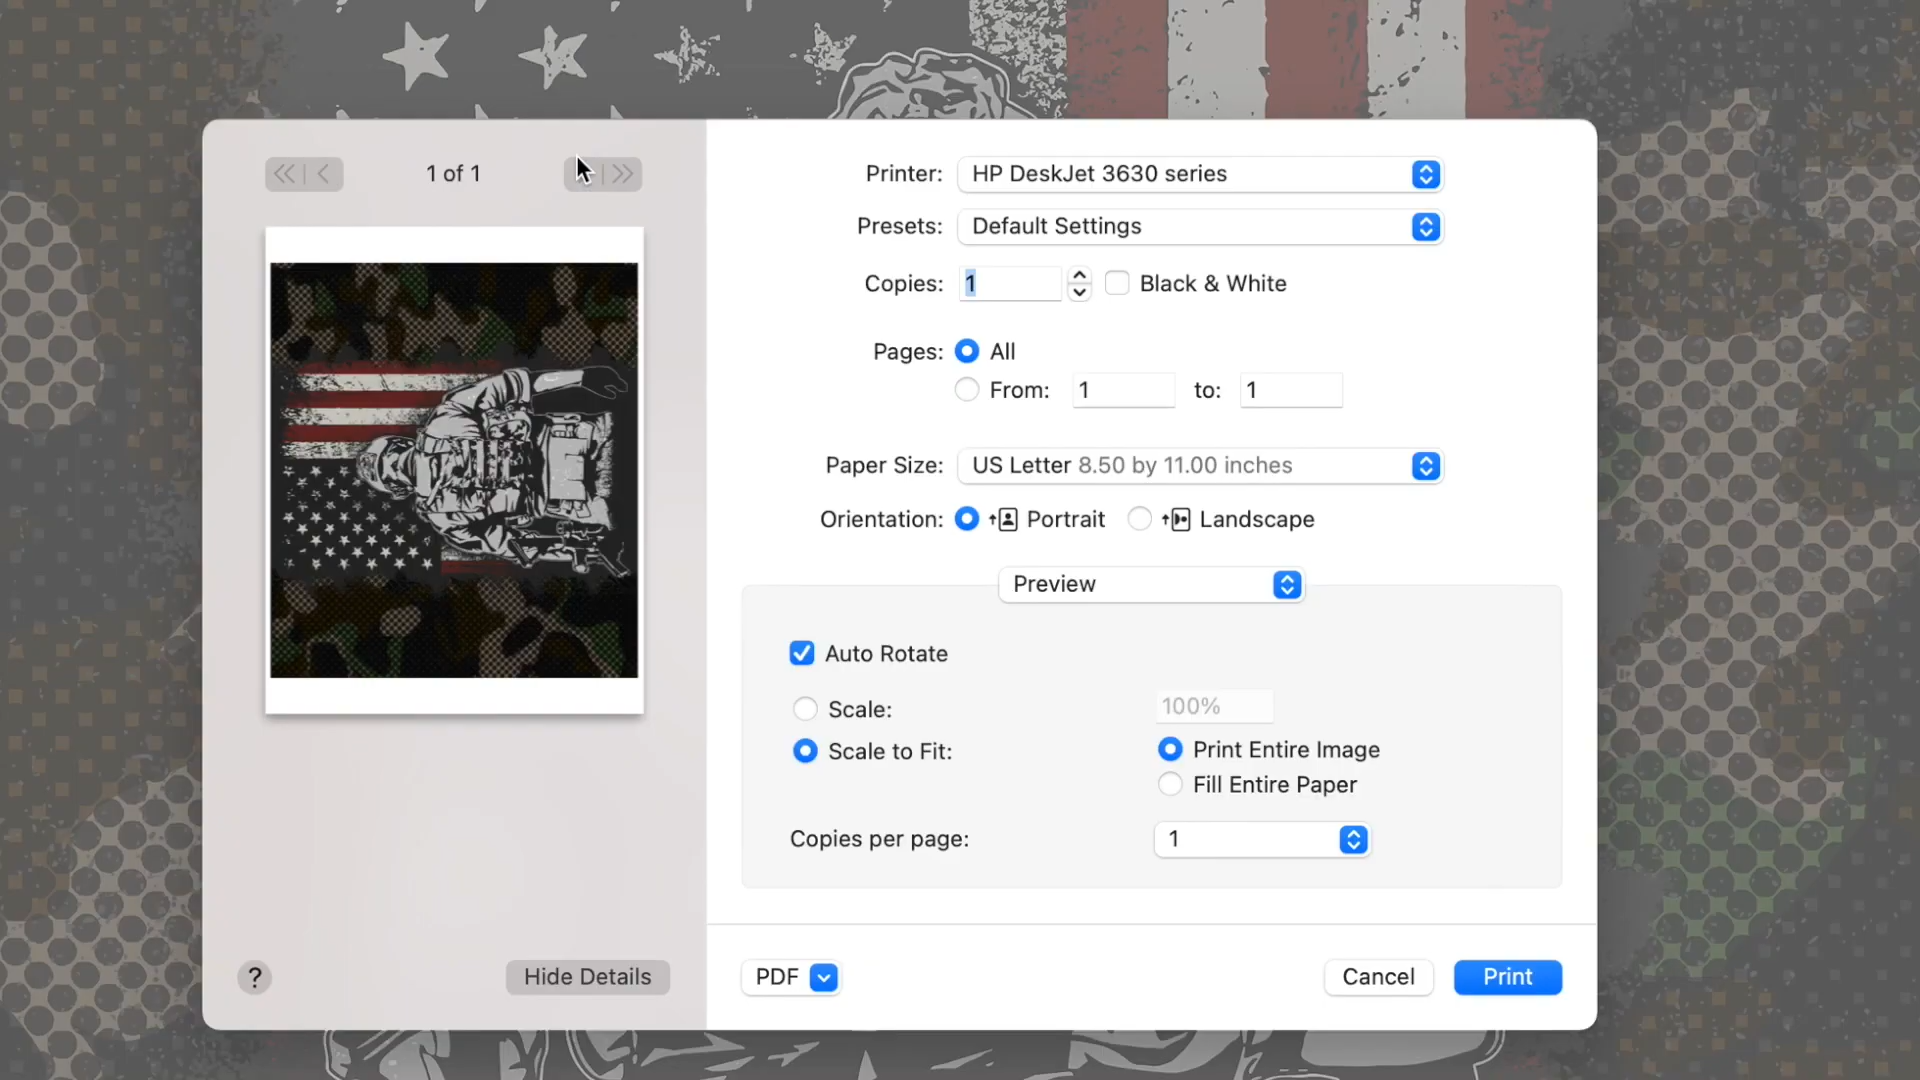 1 of 1
Printer: HP DeskJet 3630 series
Presets: Default Settings
Copies: 1 Black & White
Pages: All
From: 1 to: 1
Paper Size: US Letter 8.50 by 11.00 inches
Orientation: Portrait Landscape
Preview
Auto Rotate
Scale: 100%
Scale to Fit: Print Entire Image
Fill Entire Paper
Copies per page: 1
? Hide Details PDF Cancel Print